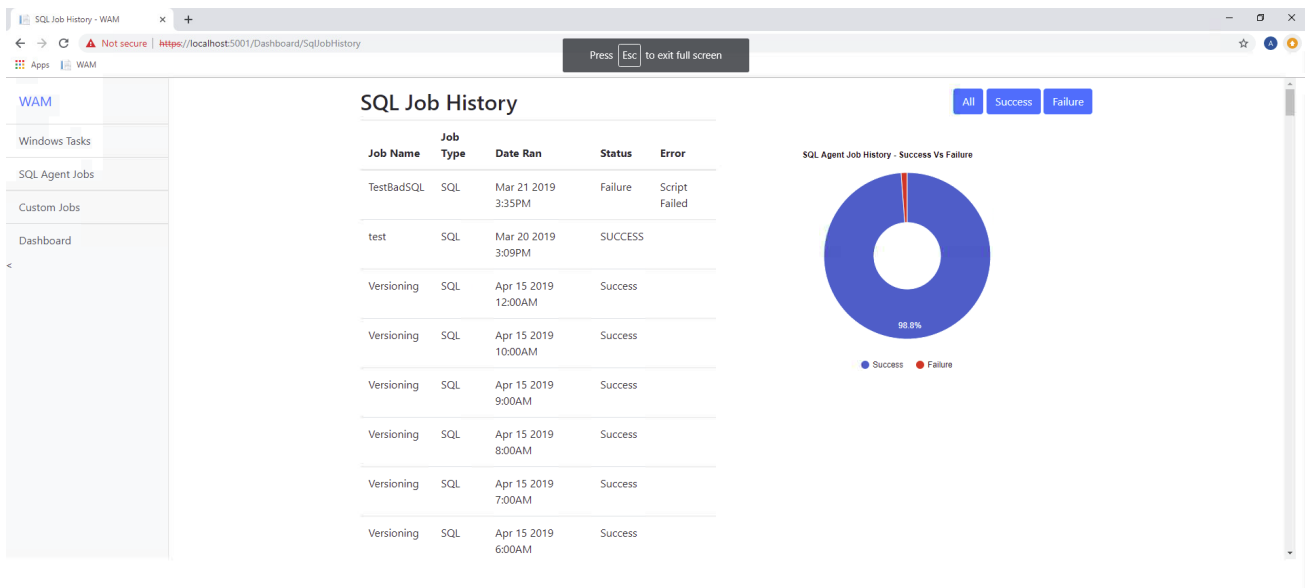 SQL Job History - WAM
Not secure | https://localhost:5001/Dashboard/SqlJobHistory
Press Esc to exit full screen
A
Apps WAM
WAM
Windows Tasks
SQL Agent Jobs
Custom Jobs
Dashboard
<
SQL Job History
All Success Failure
Job Name Job Type Date Ran Status Error
TestBadSQL SQL Mar 21 2019 3:35PM Failure Script Failed
test SQL Mar 20 2019 3:09PM SUCCESS
Versioning SQL Apr 15 2019 12:00AM Success
Versioning SQL Apr 15 2019 10:00AM Success
Versioning SQL Apr 15 2019 9:00AM Success
Versioning SQL Apr 15 2019 8:00AM Success
Versioning SQL Apr 15 2019 7:00AM Success
Versioning SQL Apr 15 2019 6:00AM Success
SQL Agent Job History - Success Vs Failure
98.8%
Success Failure